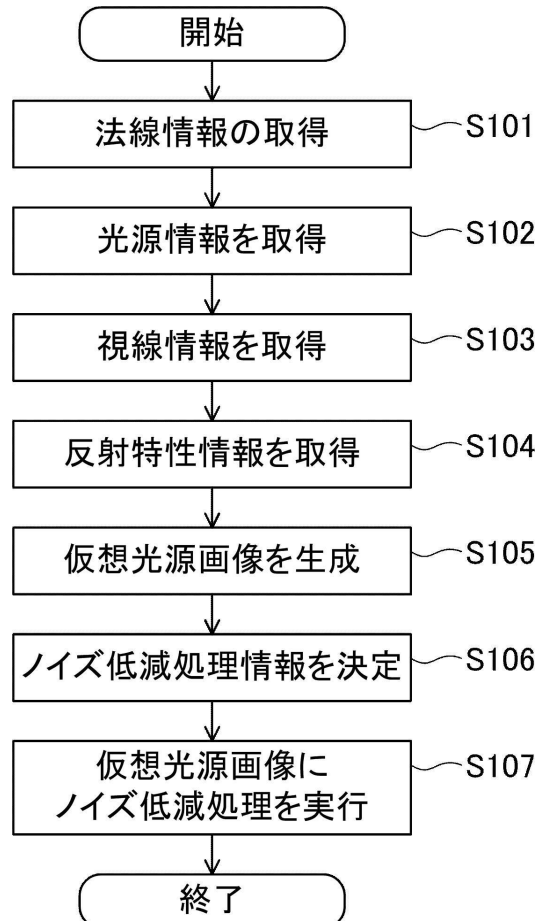 開始
法線情報の取得
S101
光源情報を取得
S102
視線情報を取得
S103
反射特性情報を取得
S104
仮想光源画像を生成
S105
ノイズ低減処理情報を決定
S106
仮想光源画像に
ノイズ低減処理を実行
S107
終了